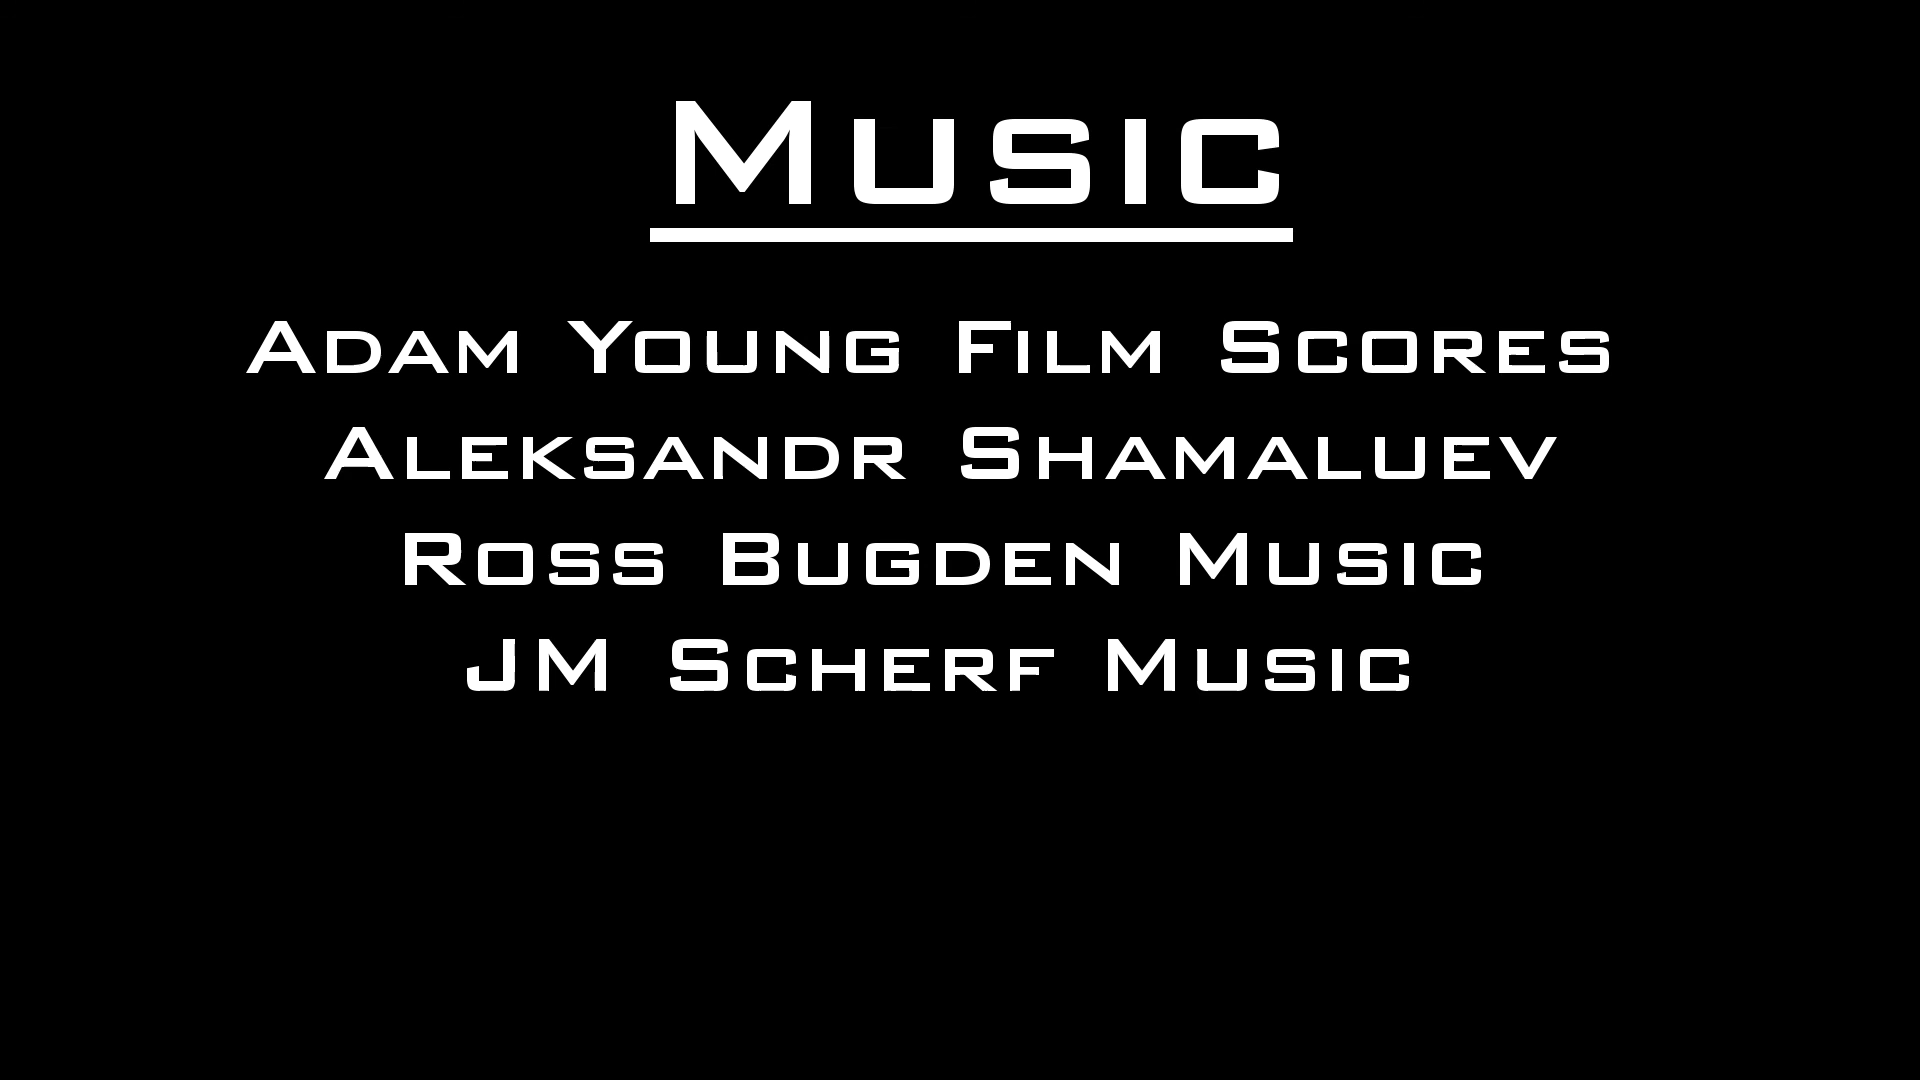 Music
Adam Young Film Scores
Aleksandr Shamaluev
Ross Bugden Music
JM Scherf Music